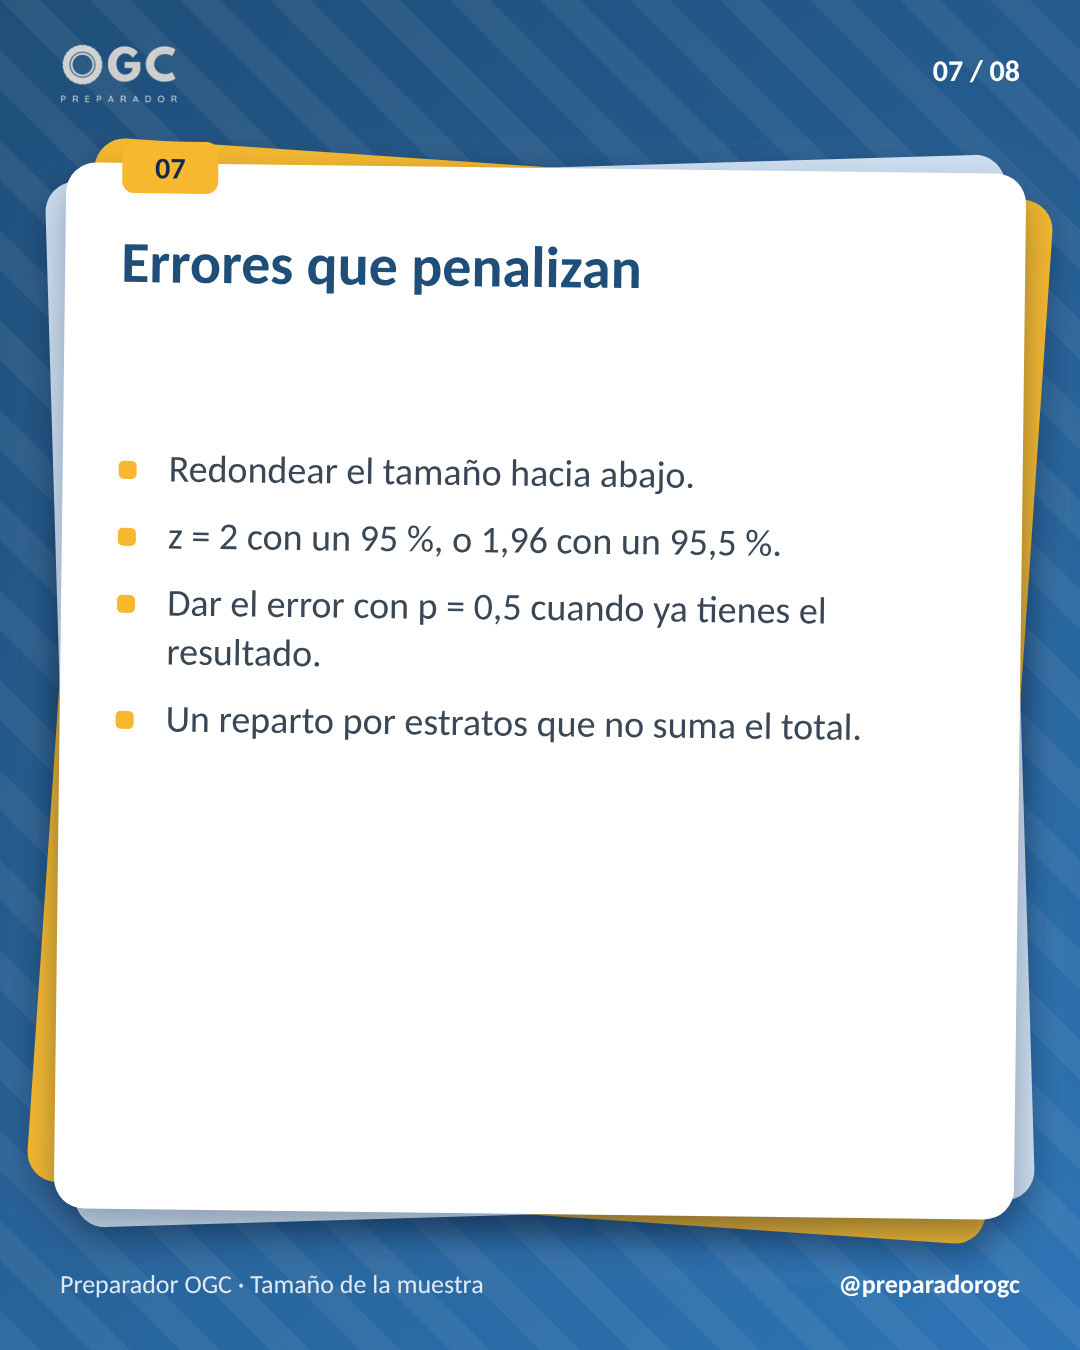 OGC
PREPARADOR
07 / 08
07
Errores que penalizan
Redondear el tamaño hacia abajo.
z = 2 con un 95 %, o 1,96 con un 95,5 %.
Dar el error con p = 0,5 cuando ya tienes el
resultado.
Un reparto por estratos que no suma el total.
Preparador OGC · Tamaño de la muestra
@preparadorogc